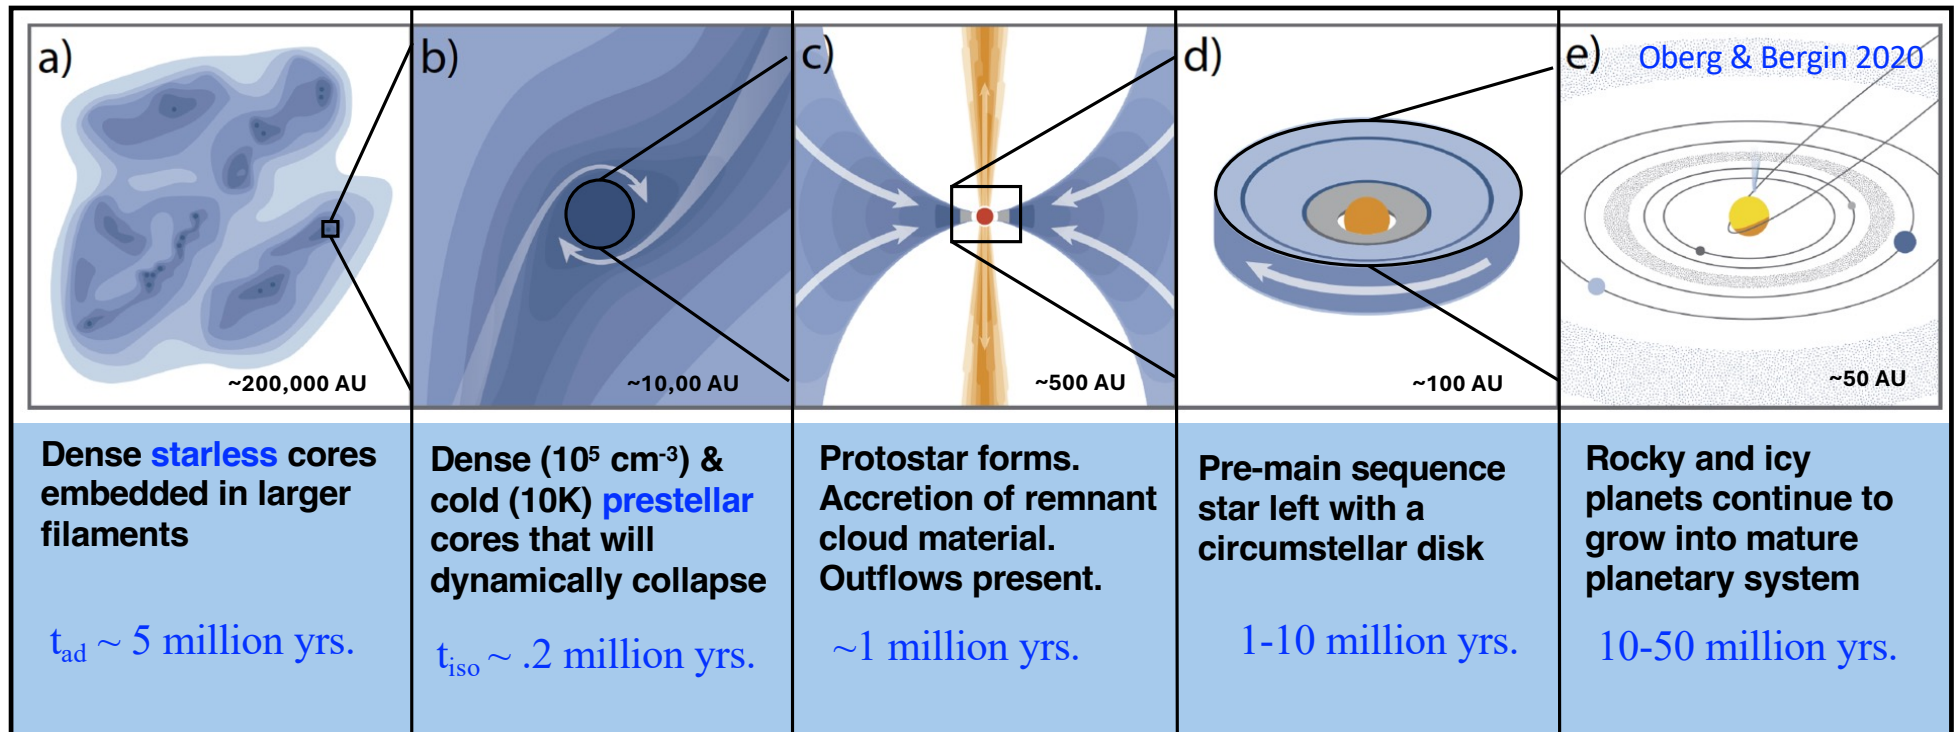 a)
~200,000 AU
b)
~10,00 AU
c)
~500 AU
d)
~100 AU
e)
Oberg & Bergin 2020
~50 AU
Dense starless cores
embedded in larger
filaments
t_ad ~ 5 million yrs.
Dense (10⁵ cm⁻³) &
cold (10K) prestellar
cores that will
dynamically collapse
t_iso ~ .2 million yrs.
Protostar forms.
Accretion of remnant
cloud material.
Outflows present.
~1 million yrs.
Pre-main sequence
star left with a
circumstellar disk
1-10 million yrs.
Rocky and icy
planets continue to
grow into mature
planetary system
10-50 million yrs.